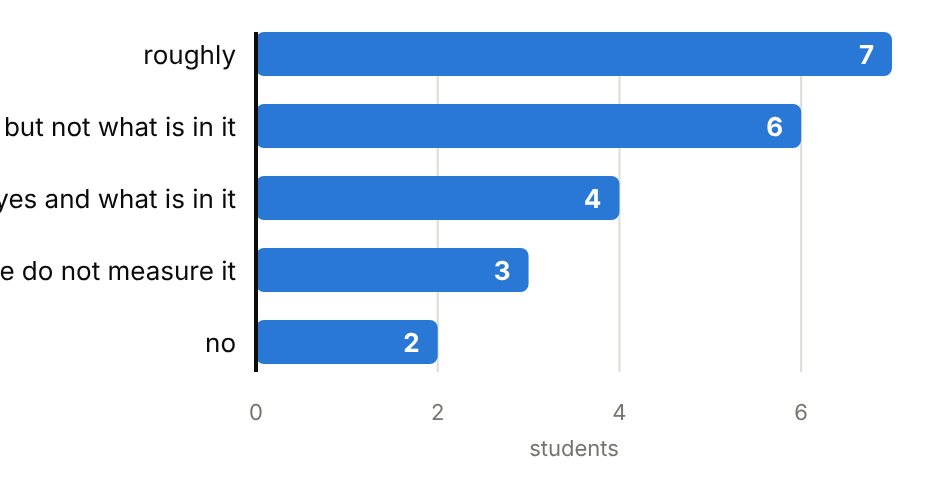 roughly
7
but not what is in it
6
yes and what is in it
4
do not measure it
3
no
2
0 2 4 6
students